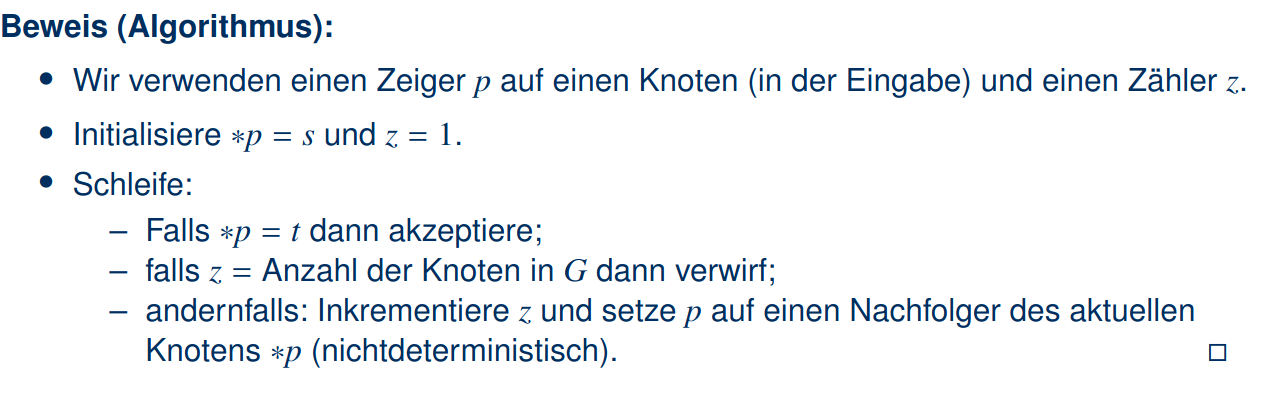 Beweis (Algorithmus):
• Wir verwenden einen Zeiger p auf einen Knoten (in der Eingabe) und einen Zähler z.
• Initialisiere ∗p = s und z = 1.
• Schleife:
– Falls ∗p = t dann akzeptiere;
– falls z = Anzahl der Knoten in G dann verwirf;
– andernfalls: Inkrementiere z und setze p auf einen Nachfolger des aktuellen
Knotens ∗p (nichtdeterministisch). □